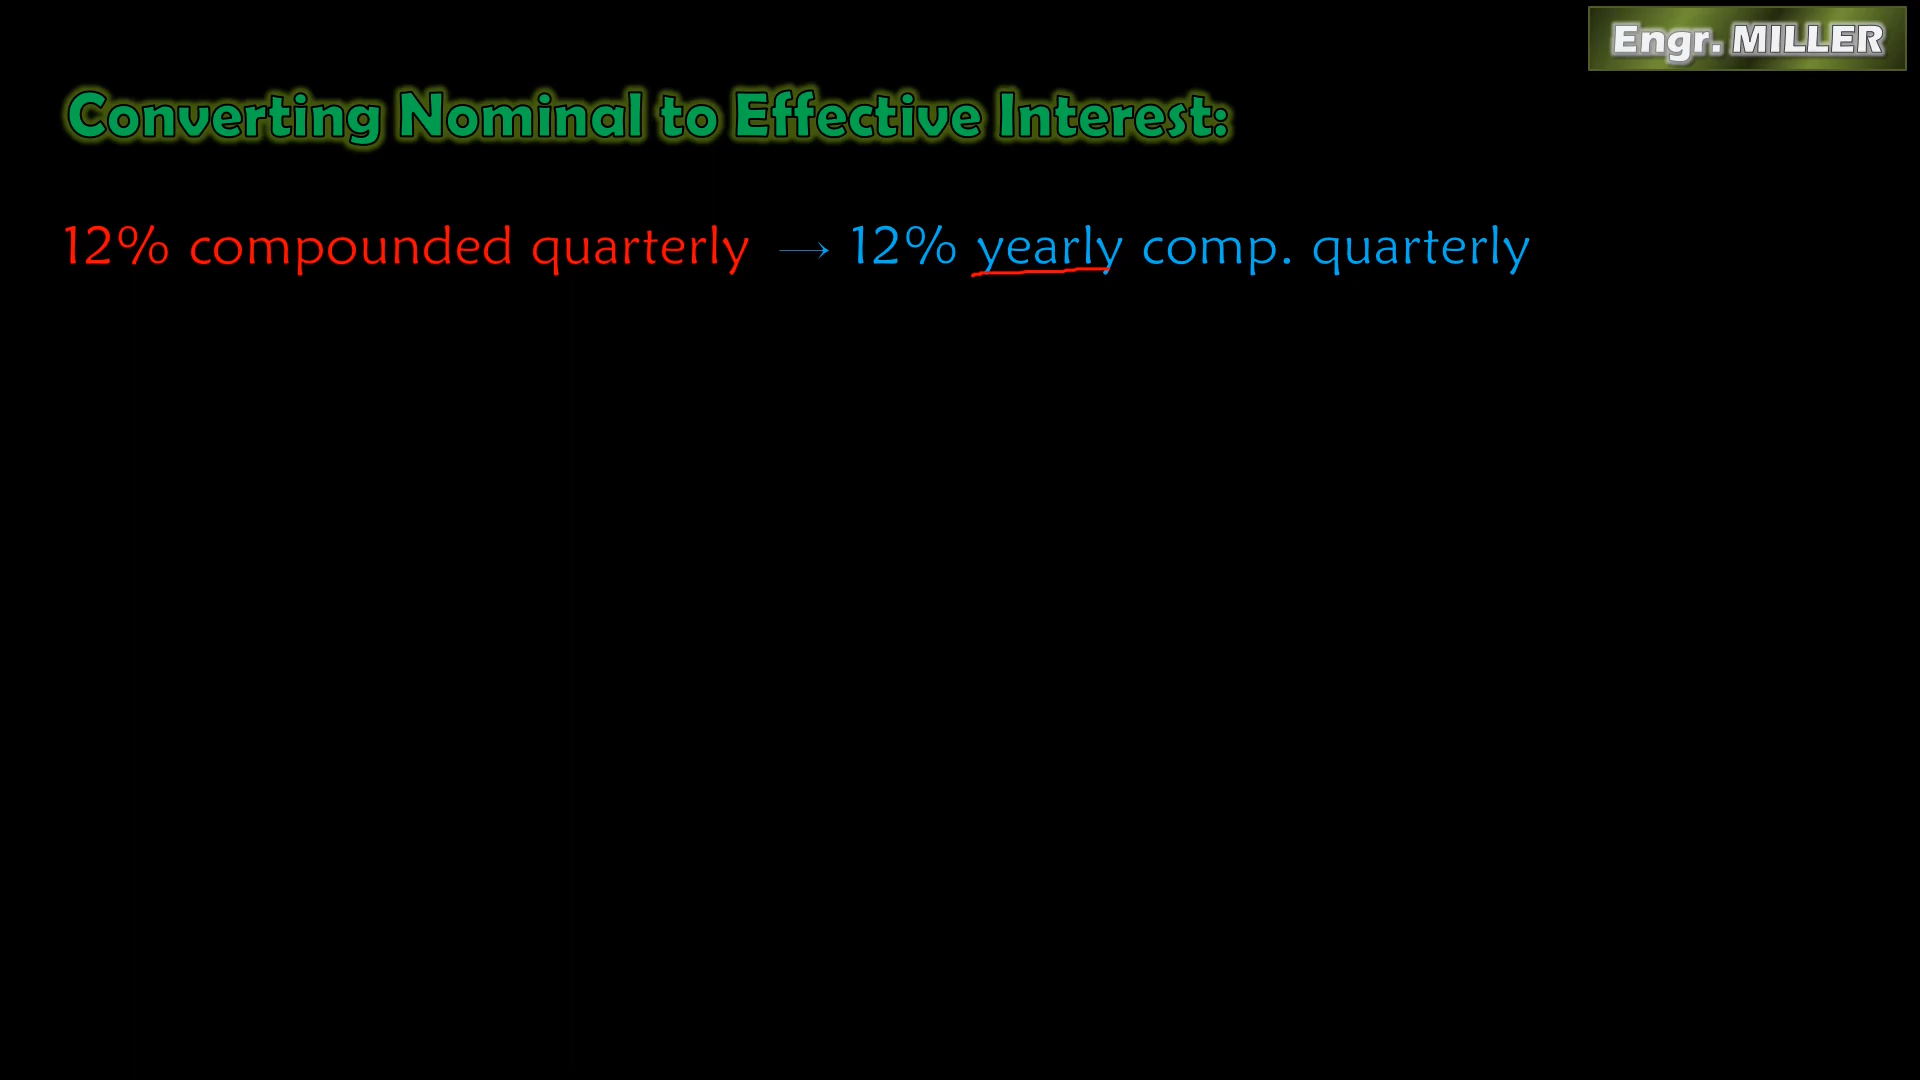 Engr. MILLER
Converting Nominal to Effective Interest:
12% compounded quarterly → 12% yearly comp. quarterly